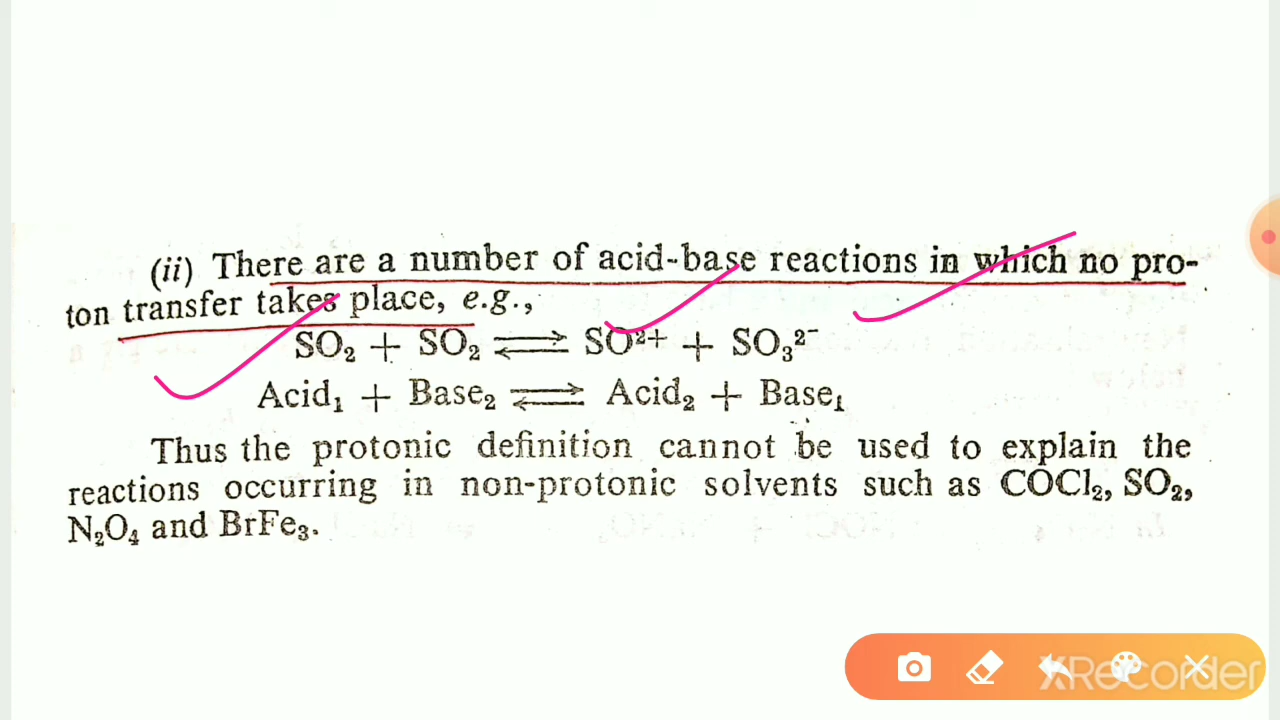 (ii) There are a number of acid-base reactions in which no pro-
ton transfer takes place, e.g.,
SO₂ + SO₂ ⇌ SO²⁺ + SO₃²⁻
Acid₁ + Base₂ ⇌ Acid₂ + Base₁
Thus the protonic definition cannot be used to explain the
reactions occurring in non-protonic solvents such as COCl₂, SO₂,
N₂O₄ and BrFe₃.
XRecorder